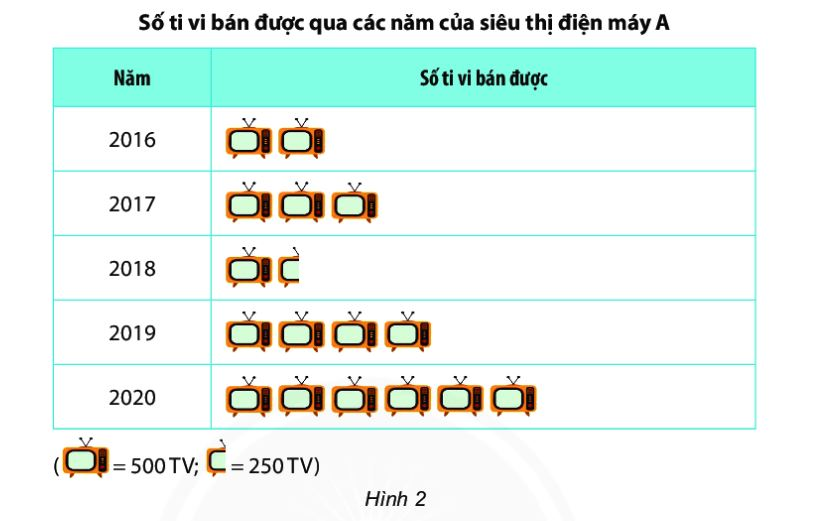 Số ti vi bán được qua các năm của siêu thị điện máy A
Năm
Số ti vi bán được
2016
2017
2018
2019
2020
( = 500 TV; = 250 TV)
Hình 2